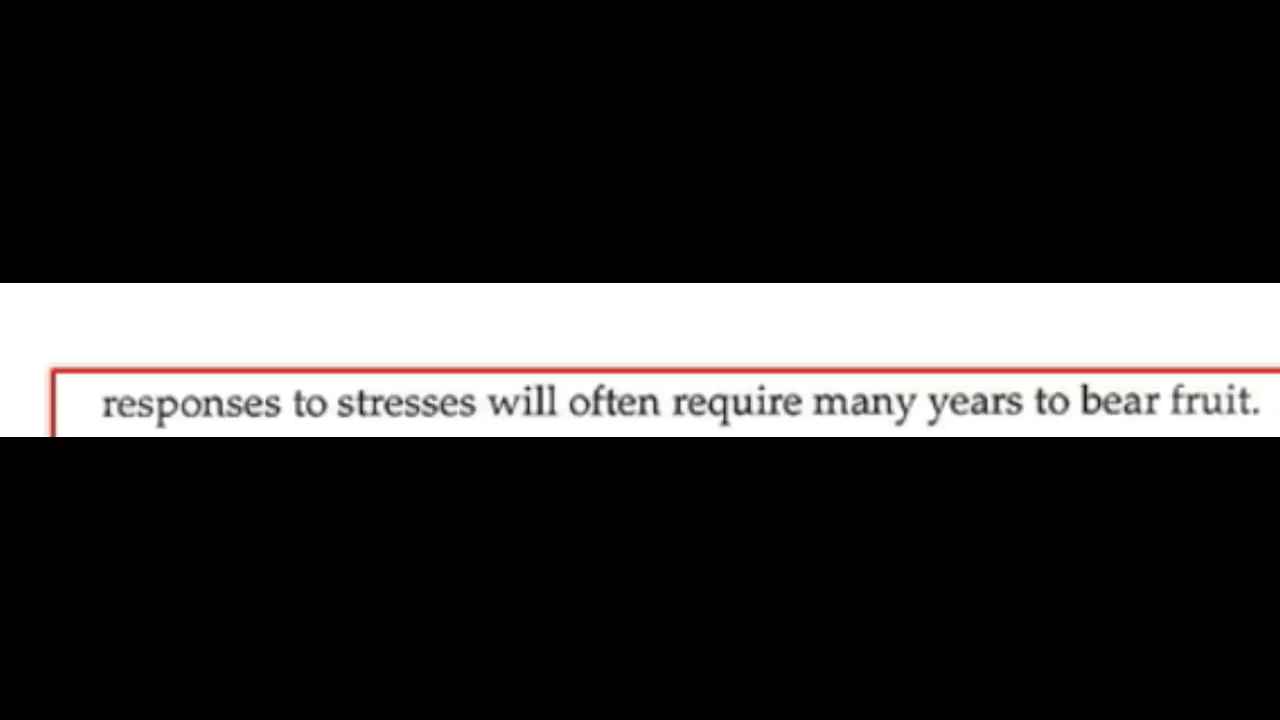 responses to stresses will often require many years to bear fruit.